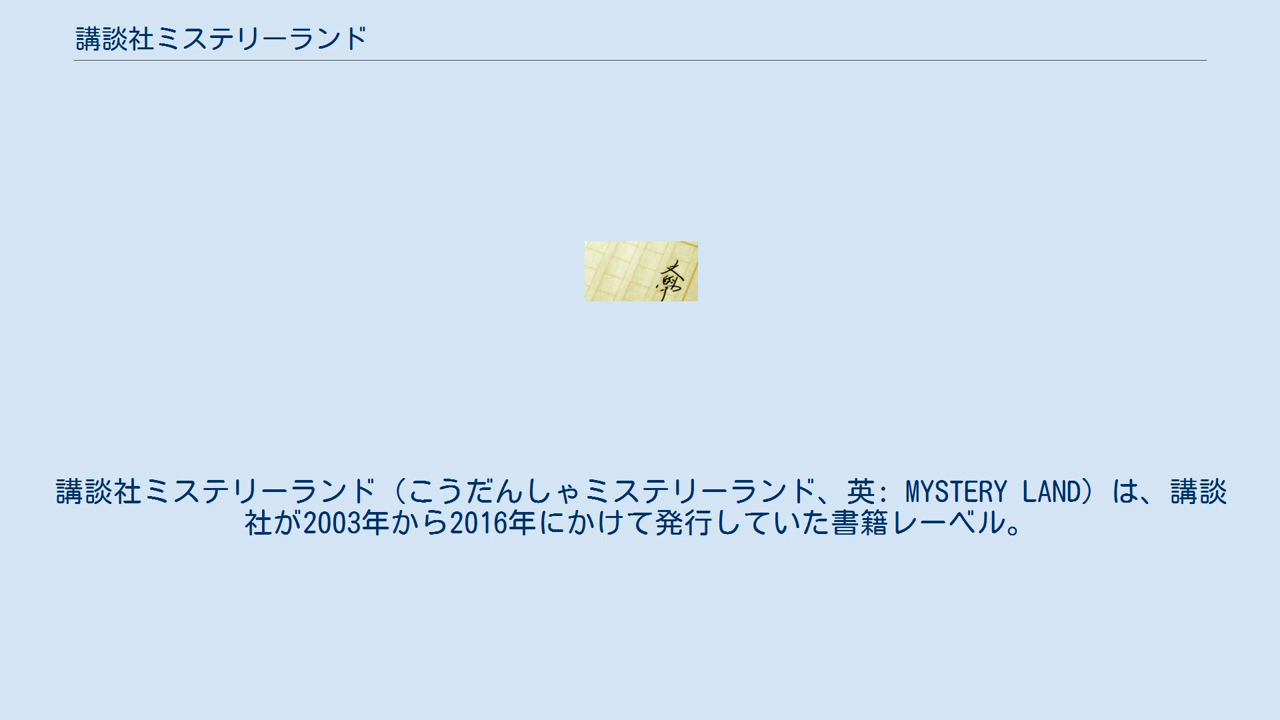 講談社ミステリーランド
講談社ミステリーランド（こうだんしゃミステリーランド、英: MYSTERY LAND）は、講談
社が2003年から2016年にかけて発行していた書籍レーベル。